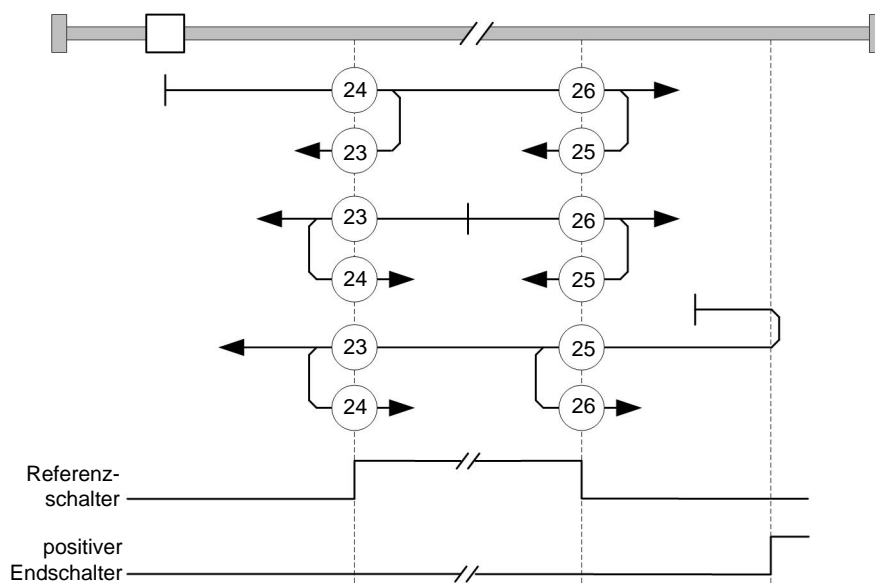 24 26
23 25
23 26
24 25
23 25
24 26
Referenz-
schalter
positiver
Endschalter